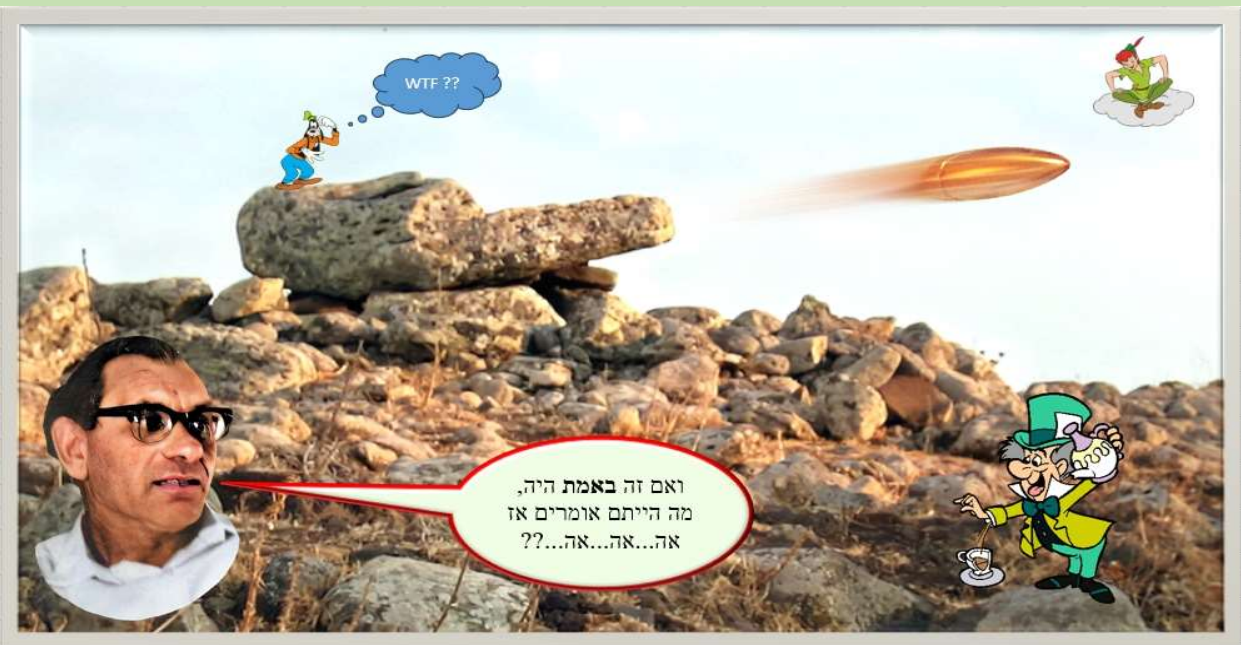 WTF ??
ואם זה באמת היה,
מה הייתם אומרים אז
אה...אה...אה...??